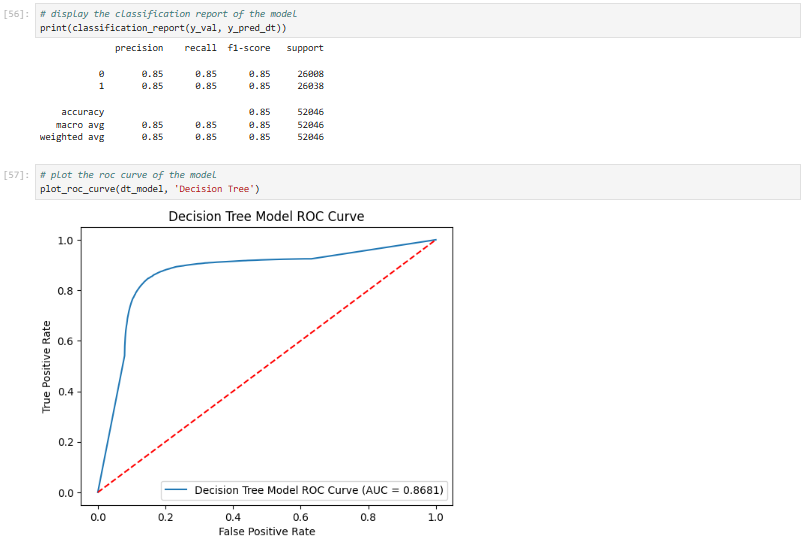 [56]: # display the classification report of the model
print(classification_report(y_val, y_pred_dt))
precision recall f1-score support
0 0.85 0.85 0.85 26008
1 0.85 0.85 0.85 26038
accuracy 0.85 52046
macro avg 0.85 0.85 0.85 52046
weighted avg 0.85 0.85 0.85 52046
[57]: # plot the roc curve of the model
plot_roc_curve(dt_model, 'Decision Tree')
Decision Tree Model ROC Curve
1.0
0.8
0.6
0.4
0.2
0.0
True Positive Rate
Decision Tree Model ROC Curve (AUC = 0.8681)
0.0 0.2 0.4 0.6 0.8 1.0
False Positive Rate